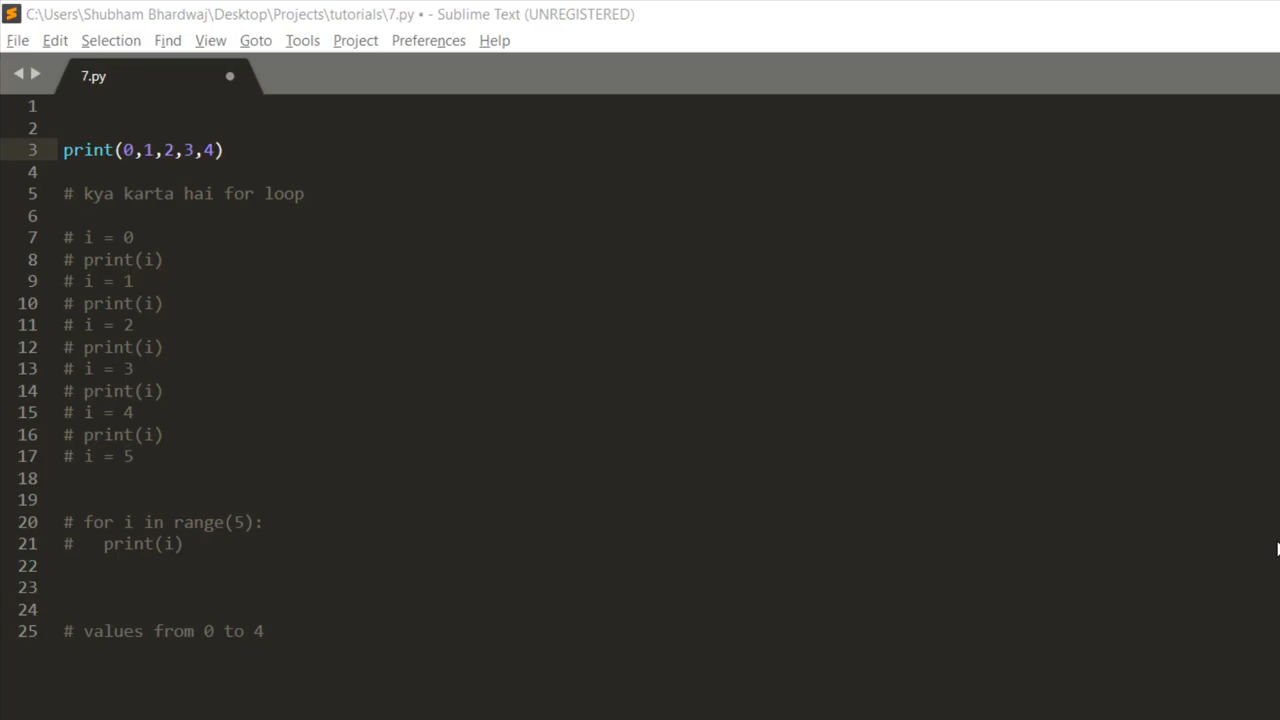 C:\Users\Shubham Bhardwaj\Desktop\Projects\tutorials\7.py • - Sublime Text (UNREGISTERED)
File Edit Selection Find View Goto Tools Project Preferences Help
7.py
1
2
3 print(0,1,2,3,4)
4
5 # kya karta hai for loop
6
7 # i = 0
8 # print(i)
9 # i = 1
10 # print(i)
11 # i = 2
12 # print(i)
13 # i = 3
14 # print(i)
15 # i = 4
16 # print(i)
17 # i = 5
18
19
20 # for i in range(5):
21 #   print(i)
22
23
24
25 # values from 0 to 4